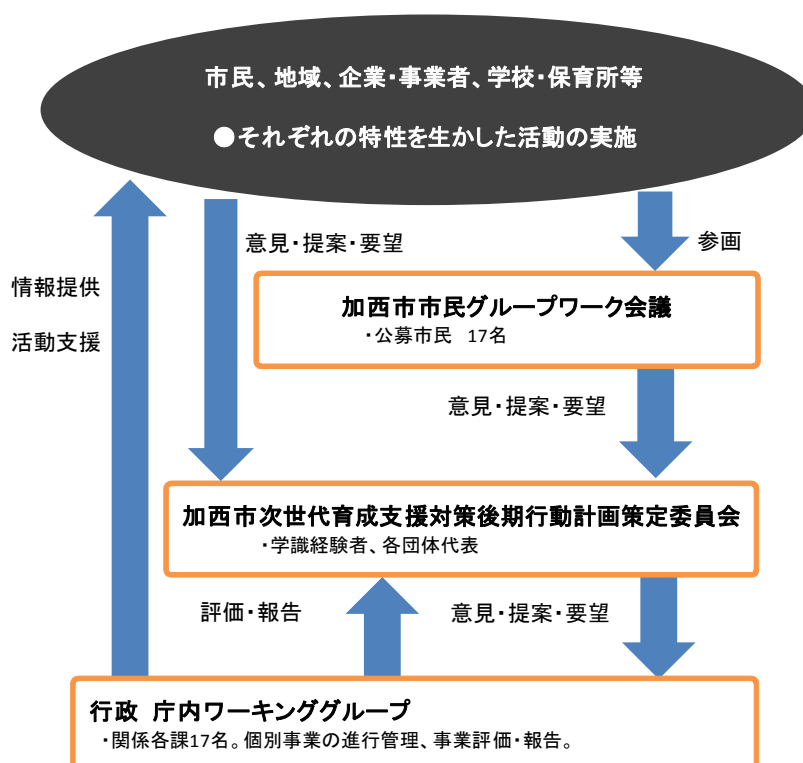 市民、地域、企業・事業者、学校・保育所等
●それぞれの特性を生かした活動の実施
意見・提案・要望
参画
情報提供
活動支援
加西市市民グループワーク会議
・公募市民 17名
意見・提案・要望
加西市次世代育成支援対策後期行動計画策定委員会
・学識経験者、各団体代表
評価・報告
意見・提案・要望
行政 庁内ワーキンググループ
・関係各課17名。個別事業の進行管理、事業評価・報告。